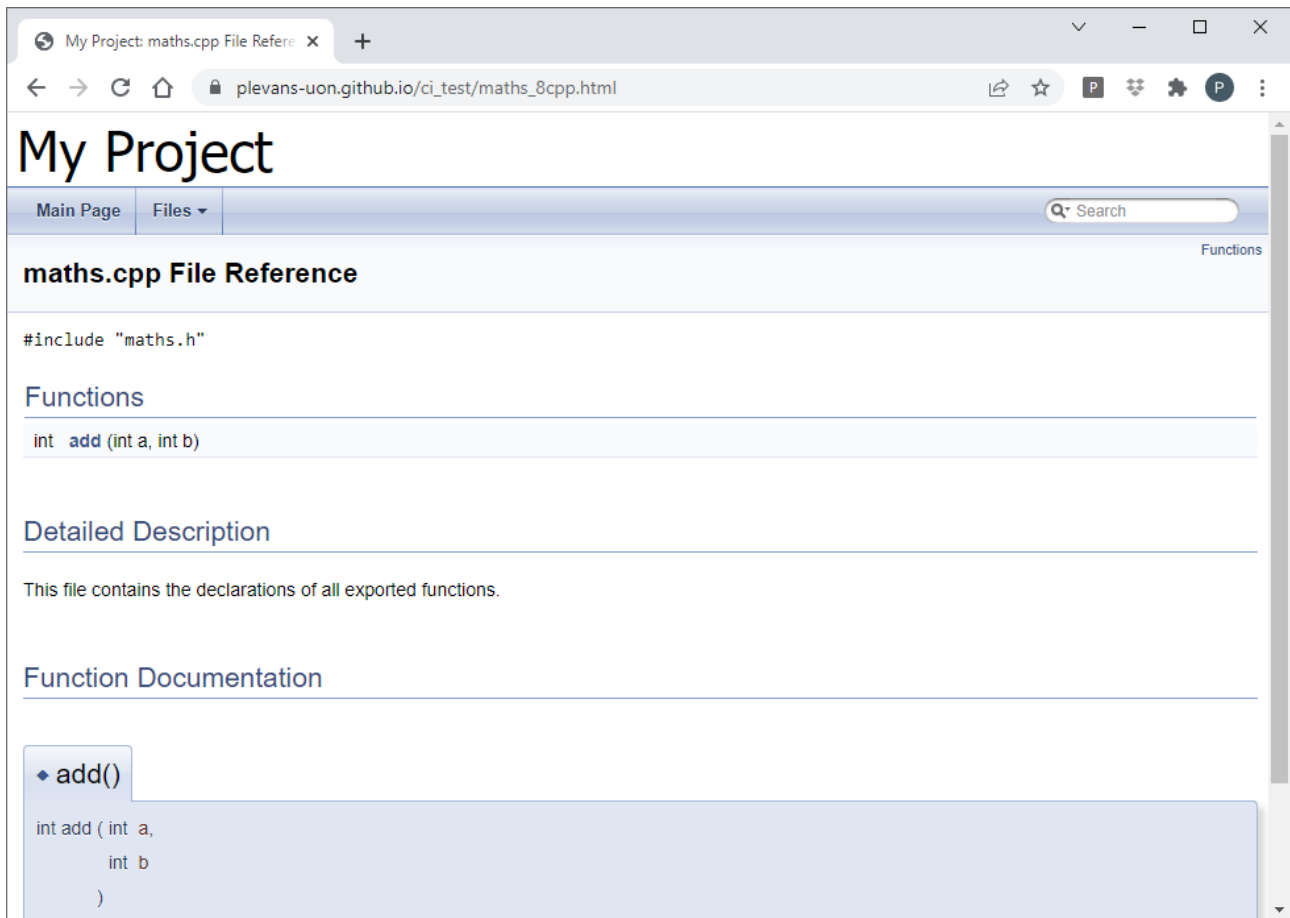 My Project: maths.cpp File Refere
plevans-uon.github.io/ci_test/maths_8cpp.html
P
P
My Project
Main Page
Files
Search
Functions
maths.cpp File Reference
#include "maths.h"
Functions
int add (int a, int b)
Detailed Description
This file contains the declarations of all exported functions.
Function Documentation
add()
int add ( int a,
int b
)